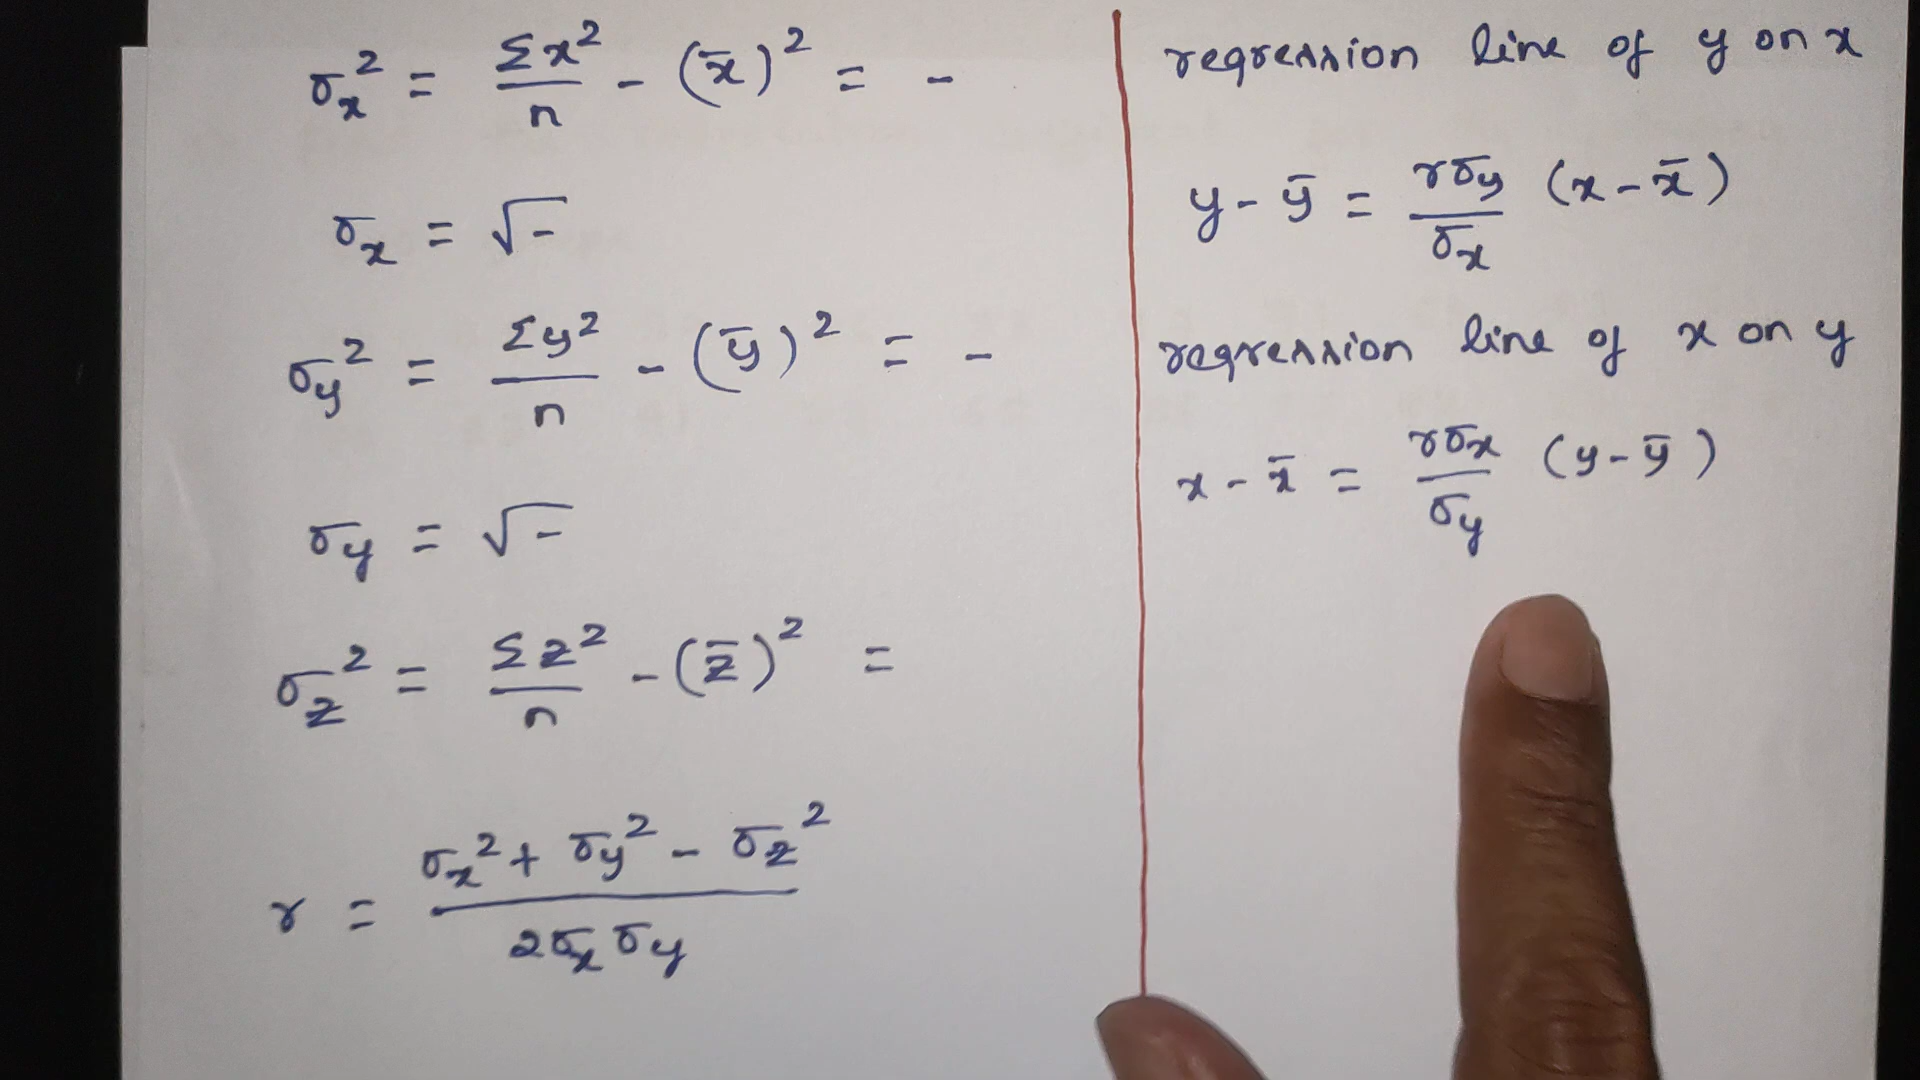 σx² = Σx²/n - (x̄)² = -
σx = √-
σy² = Σy²/n - (ȳ)² = -
σy = √-
σz² = Σz²/n - (z̄)² =
r = (σx² + σy² - σz²)/(2σxσy)
regression line of y on x
y - ȳ = rσy/σx (x - x̄)
regression line of x on y
x - x̄ = rσx/σy (y - ȳ)